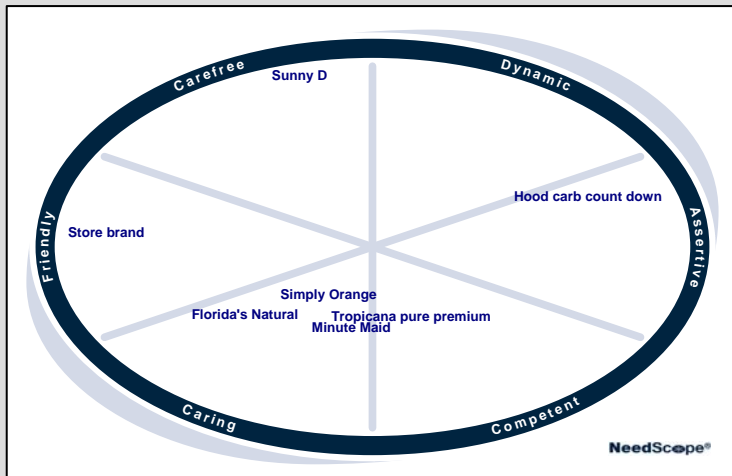 Carefree
Dynamic
Sunny D
Hood carb count down
Friendly
Store brand
Assertive
Simply Orange
Florida's Natural
Tropicana pure premium
Minute Maid
Caring
Competent
NeedScope®